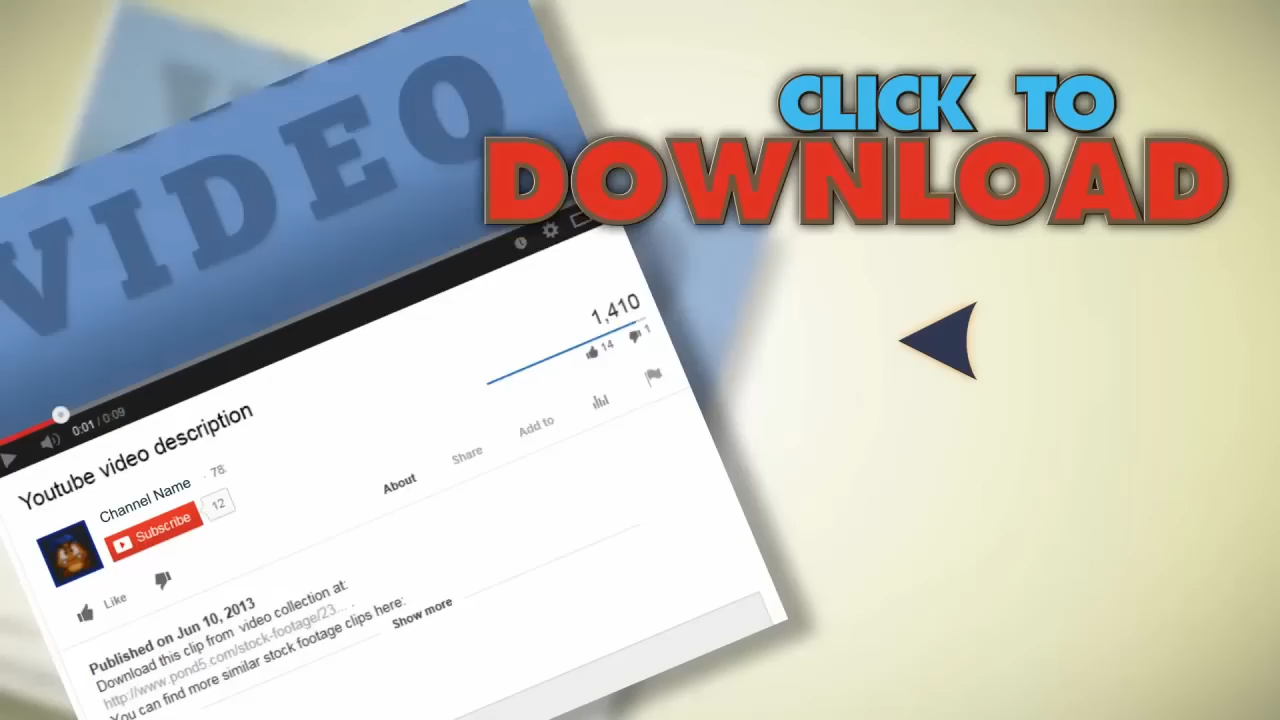 VIDEO
CLICK TO
DOWNLOAD
1,410
14
1
0:01 / 0:09
Youtube video description
Channel Name · 78
Subscribe
12
About
Share
Add to
Like
Published on Jun 10, 2013
Download this clip from video collection at:
http://www.pond5.com/stock-footage/23...
You can find more similar stock footage clips here:
Show more